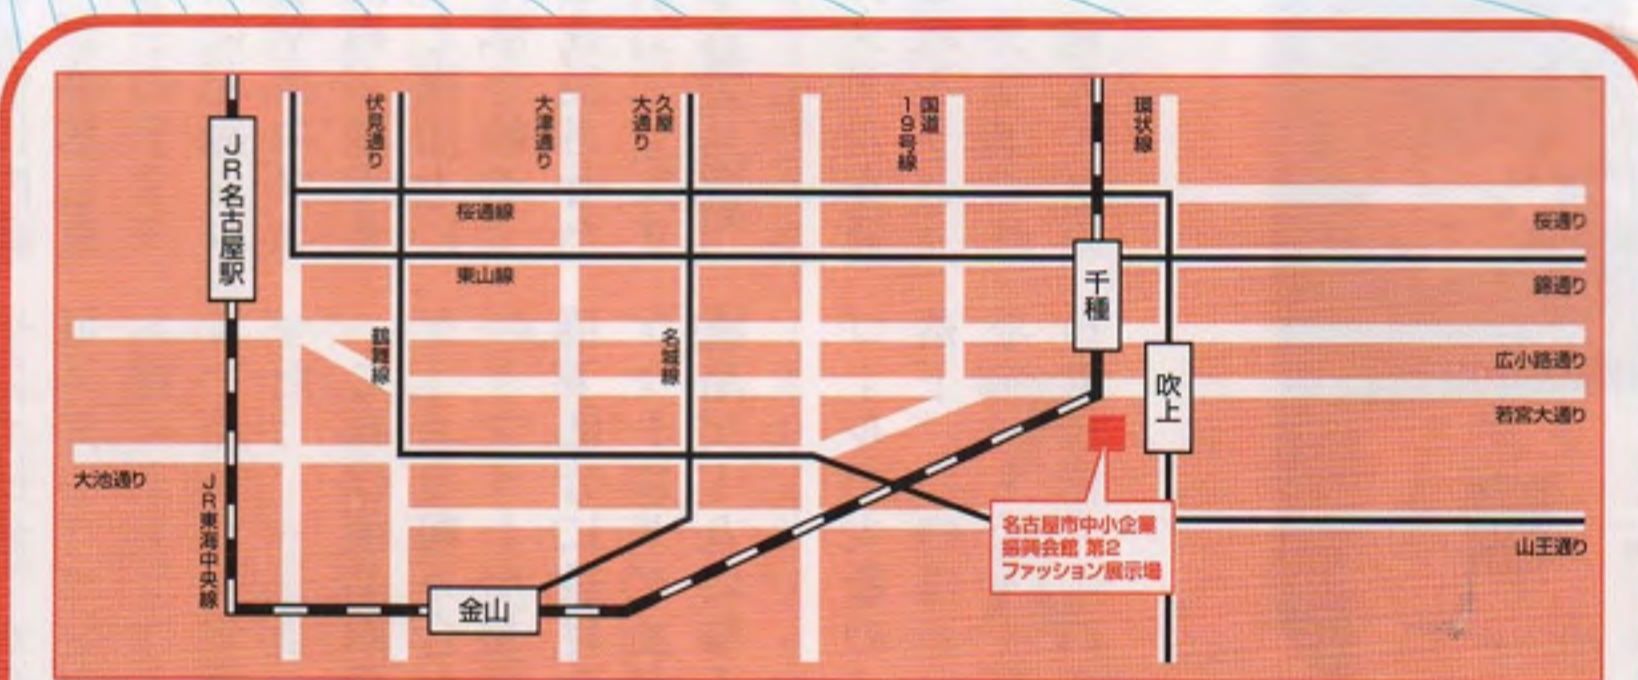 伏見通り
大津通り
久屋
大通り
国道
19号線
環状線
JR名古屋駅
桜通線
桜通り
東山線
錦通り
千種
鶴舞線
名城線
広小路通り
吹上
若宮大通り
大池通り
JR東海中央線
名古屋市中小企業
振興会館 第2
ファッション展示場
山王通り
金山